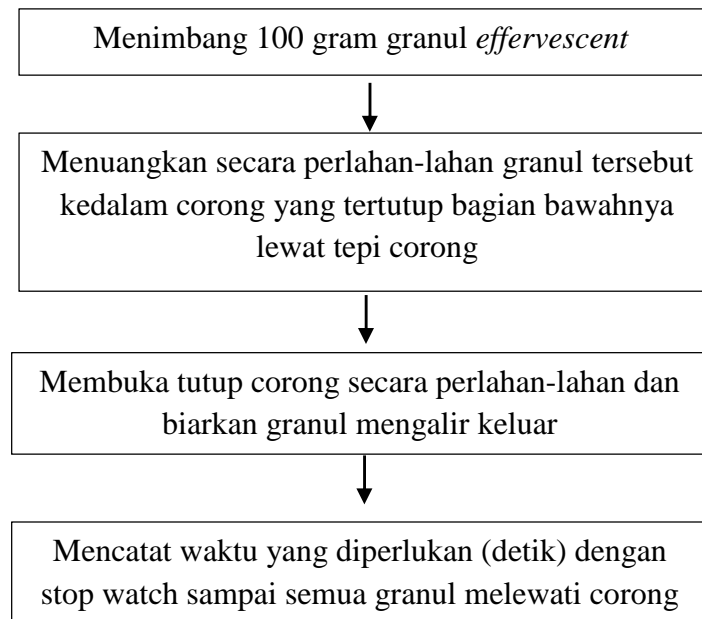 Menimbang 100 gram granul effervescent
Menuangkan secara perlahan-lahan granul tersebut
kedalam corong yang tertutup bagian bawahnya
lewat tepi corong
Membuka tutup corong secara perlahan-lahan dan
biarkan granul mengalir keluar
Mencatat waktu yang diperlukan (detik) dengan
stop watch sampai semua granul melewati corong